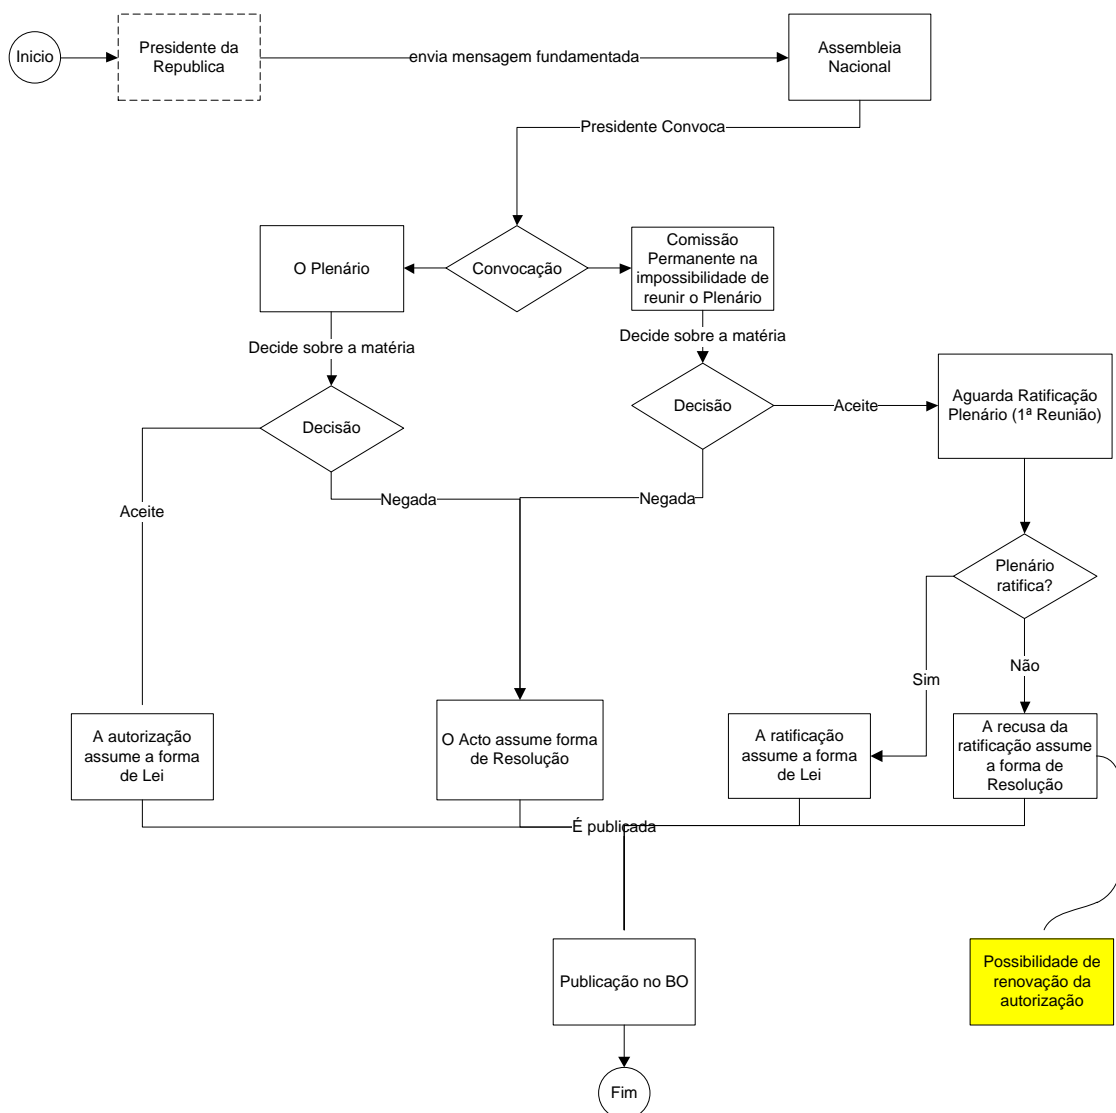 Inicio
Presidente da
Republica
envia mensagem fundamentada
Assembleia
Nacional
Presidente Convoca
O Plenário
Convocação
Comissão
Permanente na
impossibilidade de
reunir o Plenário
Decide sobre a matéria
Decide sobre a matéria
Decisão
Decisão
Aceite
Aguarda Ratificação
Plenário (1ª Reunião)
Aceite
Negada
Negada
Plenário
ratifica?
Sim
Não
A autorização
assume a forma
de Lei
O Acto assume forma
de Resolução
A ratificação
assume a forma
de Lei
A recusa da
ratificação assume
a forma de
Resolução
É publicada
Publicação no BO
Possibilidade de
renovação da
autorização
Fim